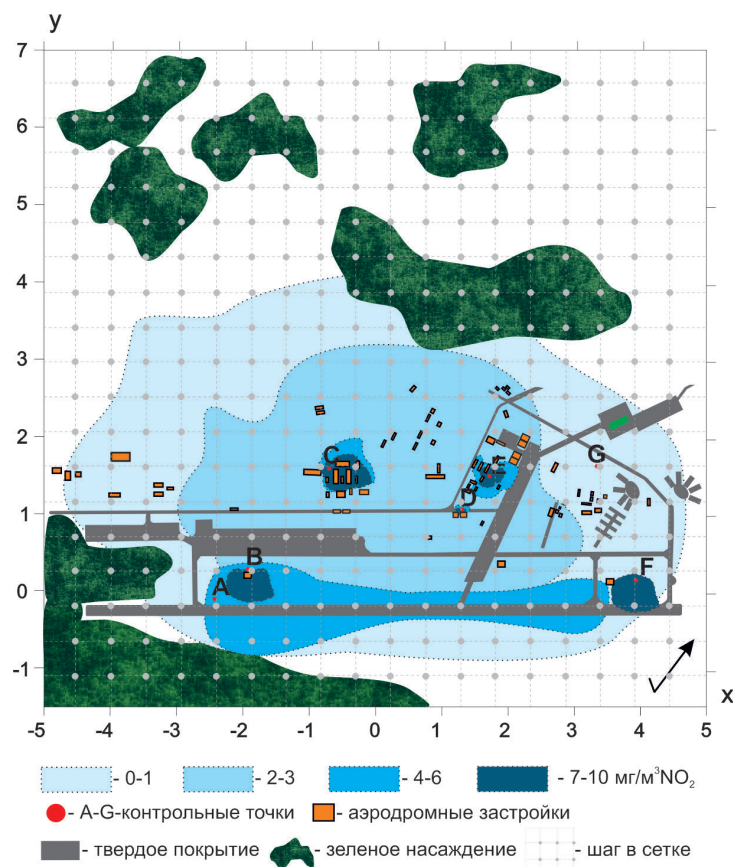 y
7
6
5
4
3
2
1
0
-1
C
E
D
G
B
A
F
x
-5 -4 -3 -2 -1 0 1 2 3 4 5
- 0-1 - 2-3 - 4-6 - 7-10 мг/м³NO₂
- A-G-контрольные точки - аэродромные застройки
- твердое покрытие - зеленое насаждение - шаг в сетке